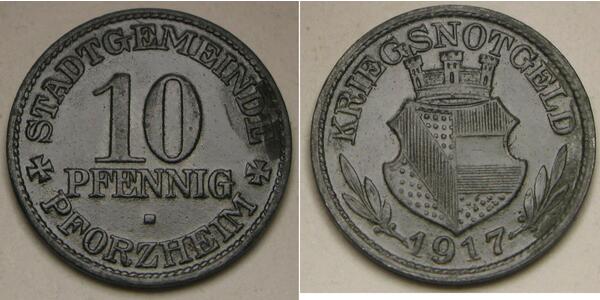 STADTGEMEINDE
10
PFENNIG
PFORZHEIM
KRIEGSNOTGELD
1917